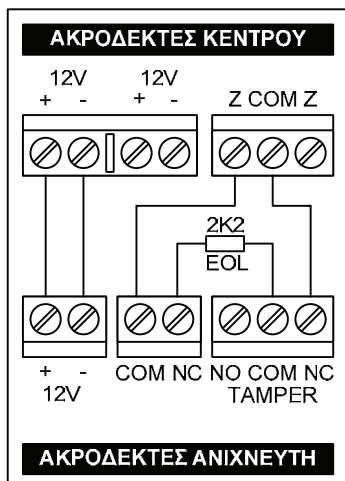 ΑΚΡΟΔΕΚΤΕΣ ΚΕΝΤΡΟΥ
12V 12V
+ - + - Z COM Z
2K2
EOL
+ - COM NC NO COM NC
12V TAMPER
ΑΚΡΟΔΕΚΤΕΣ ΑΝΙΧΝΕΥΤΗ